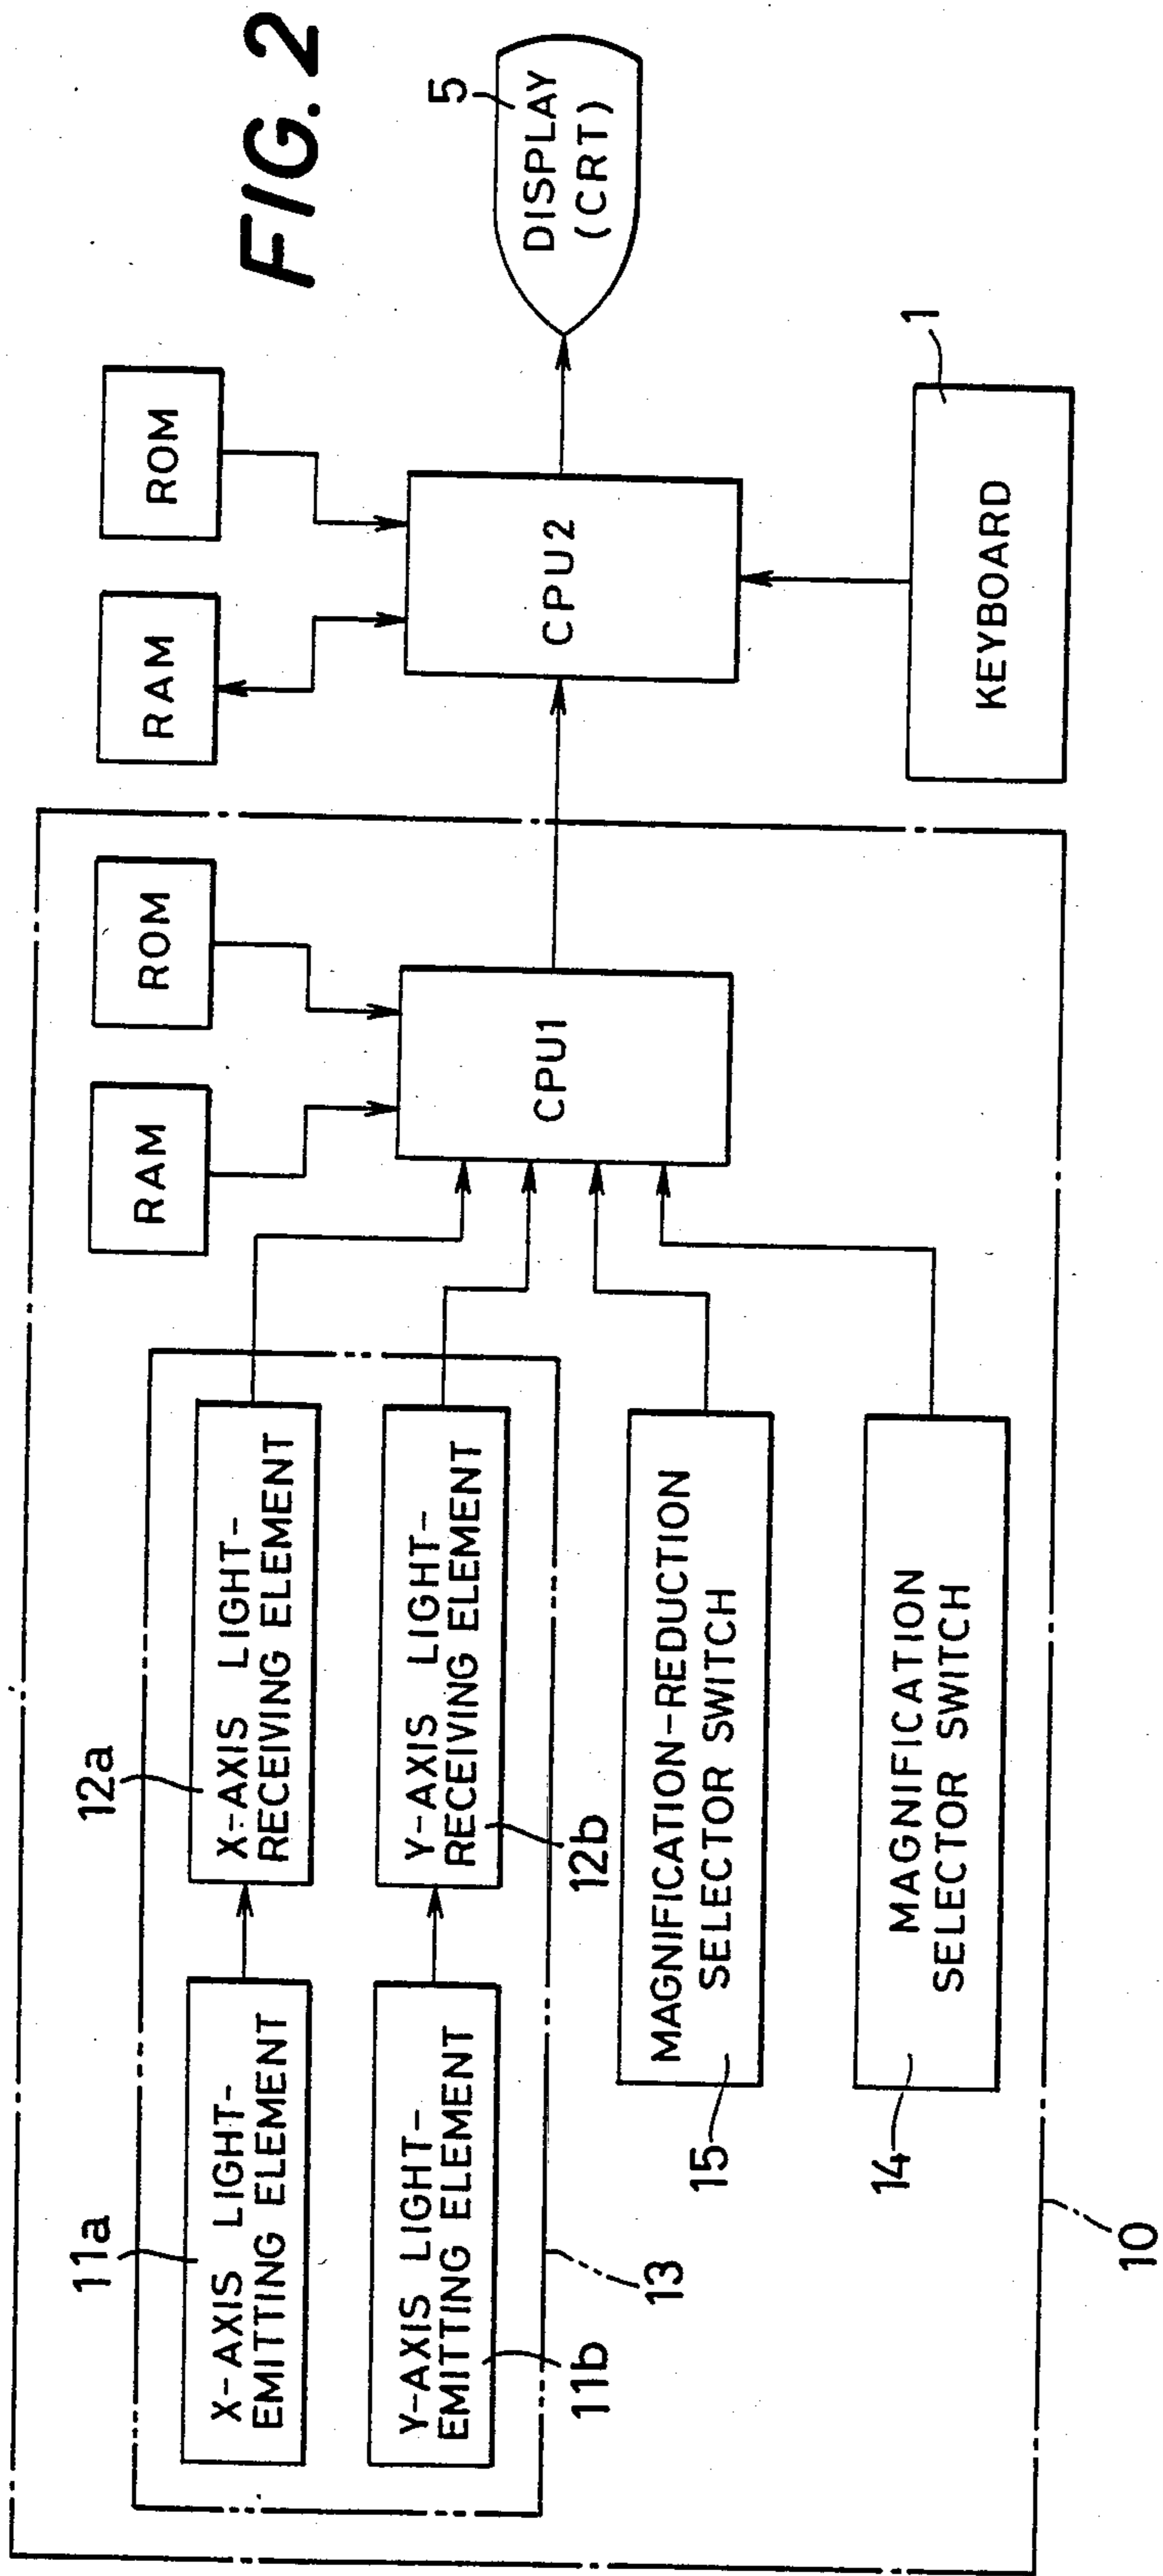 FIG. 2
RAM
ROM
RAM
ROM
11a
12a
X-AXIS LIGHT-
EMITTING ELEMENT
X-AXIS LIGHT-
RECEIVING ELEMENT
Y-AXIS LIGHT-
EMITTING ELEMENT
Y-AXIS LIGHT-
RECEIVING ELEMENT
11b
13
12b
CPU1
CPU2
5
DISPLAY
(CRT)
MAGNIFICATION-REDUCTION
SELECTOR SWITCH
15
MAGNIFICATION
SELECTOR SWITCH
14
1
KEYBOARD
10